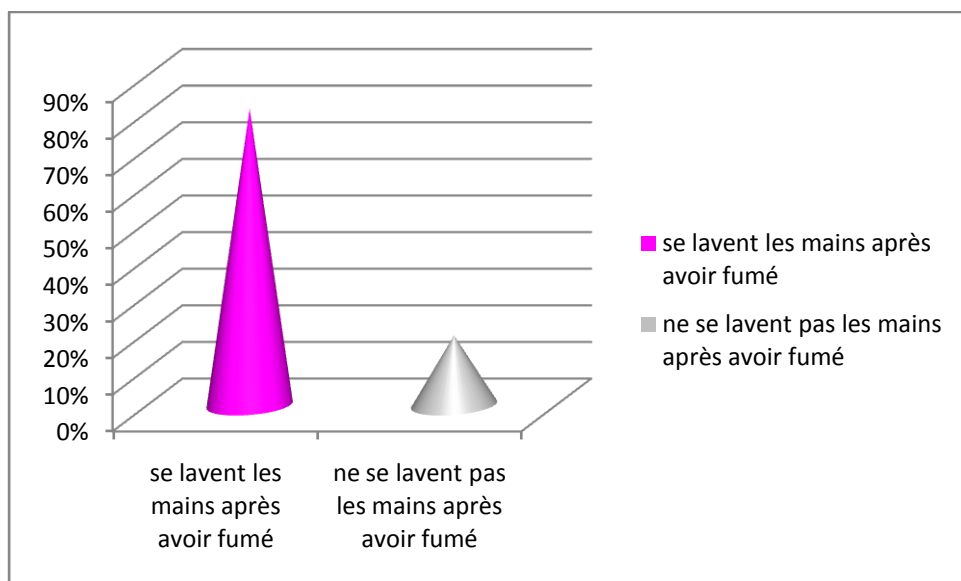 90%
80%
70%
60%
50%
40%
30%
20%
10%
0%
se lavent les
mains après
avoir fumé
ne se lavent pas
les mains après
avoir fumé
se lavent les mains après
avoir fumé
ne se lavent pas les mains
après avoir fumé